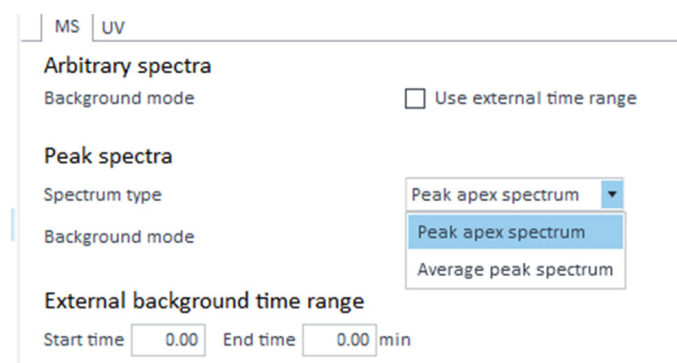 MS UV
Arbitrary spectra
Background mode Use external time range
Peak spectra
Spectrum type Peak apex spectrum
Peak apex spectrum
Background mode
Average peak spectrum
External background time range
Start time 0.00 End time 0.00 min